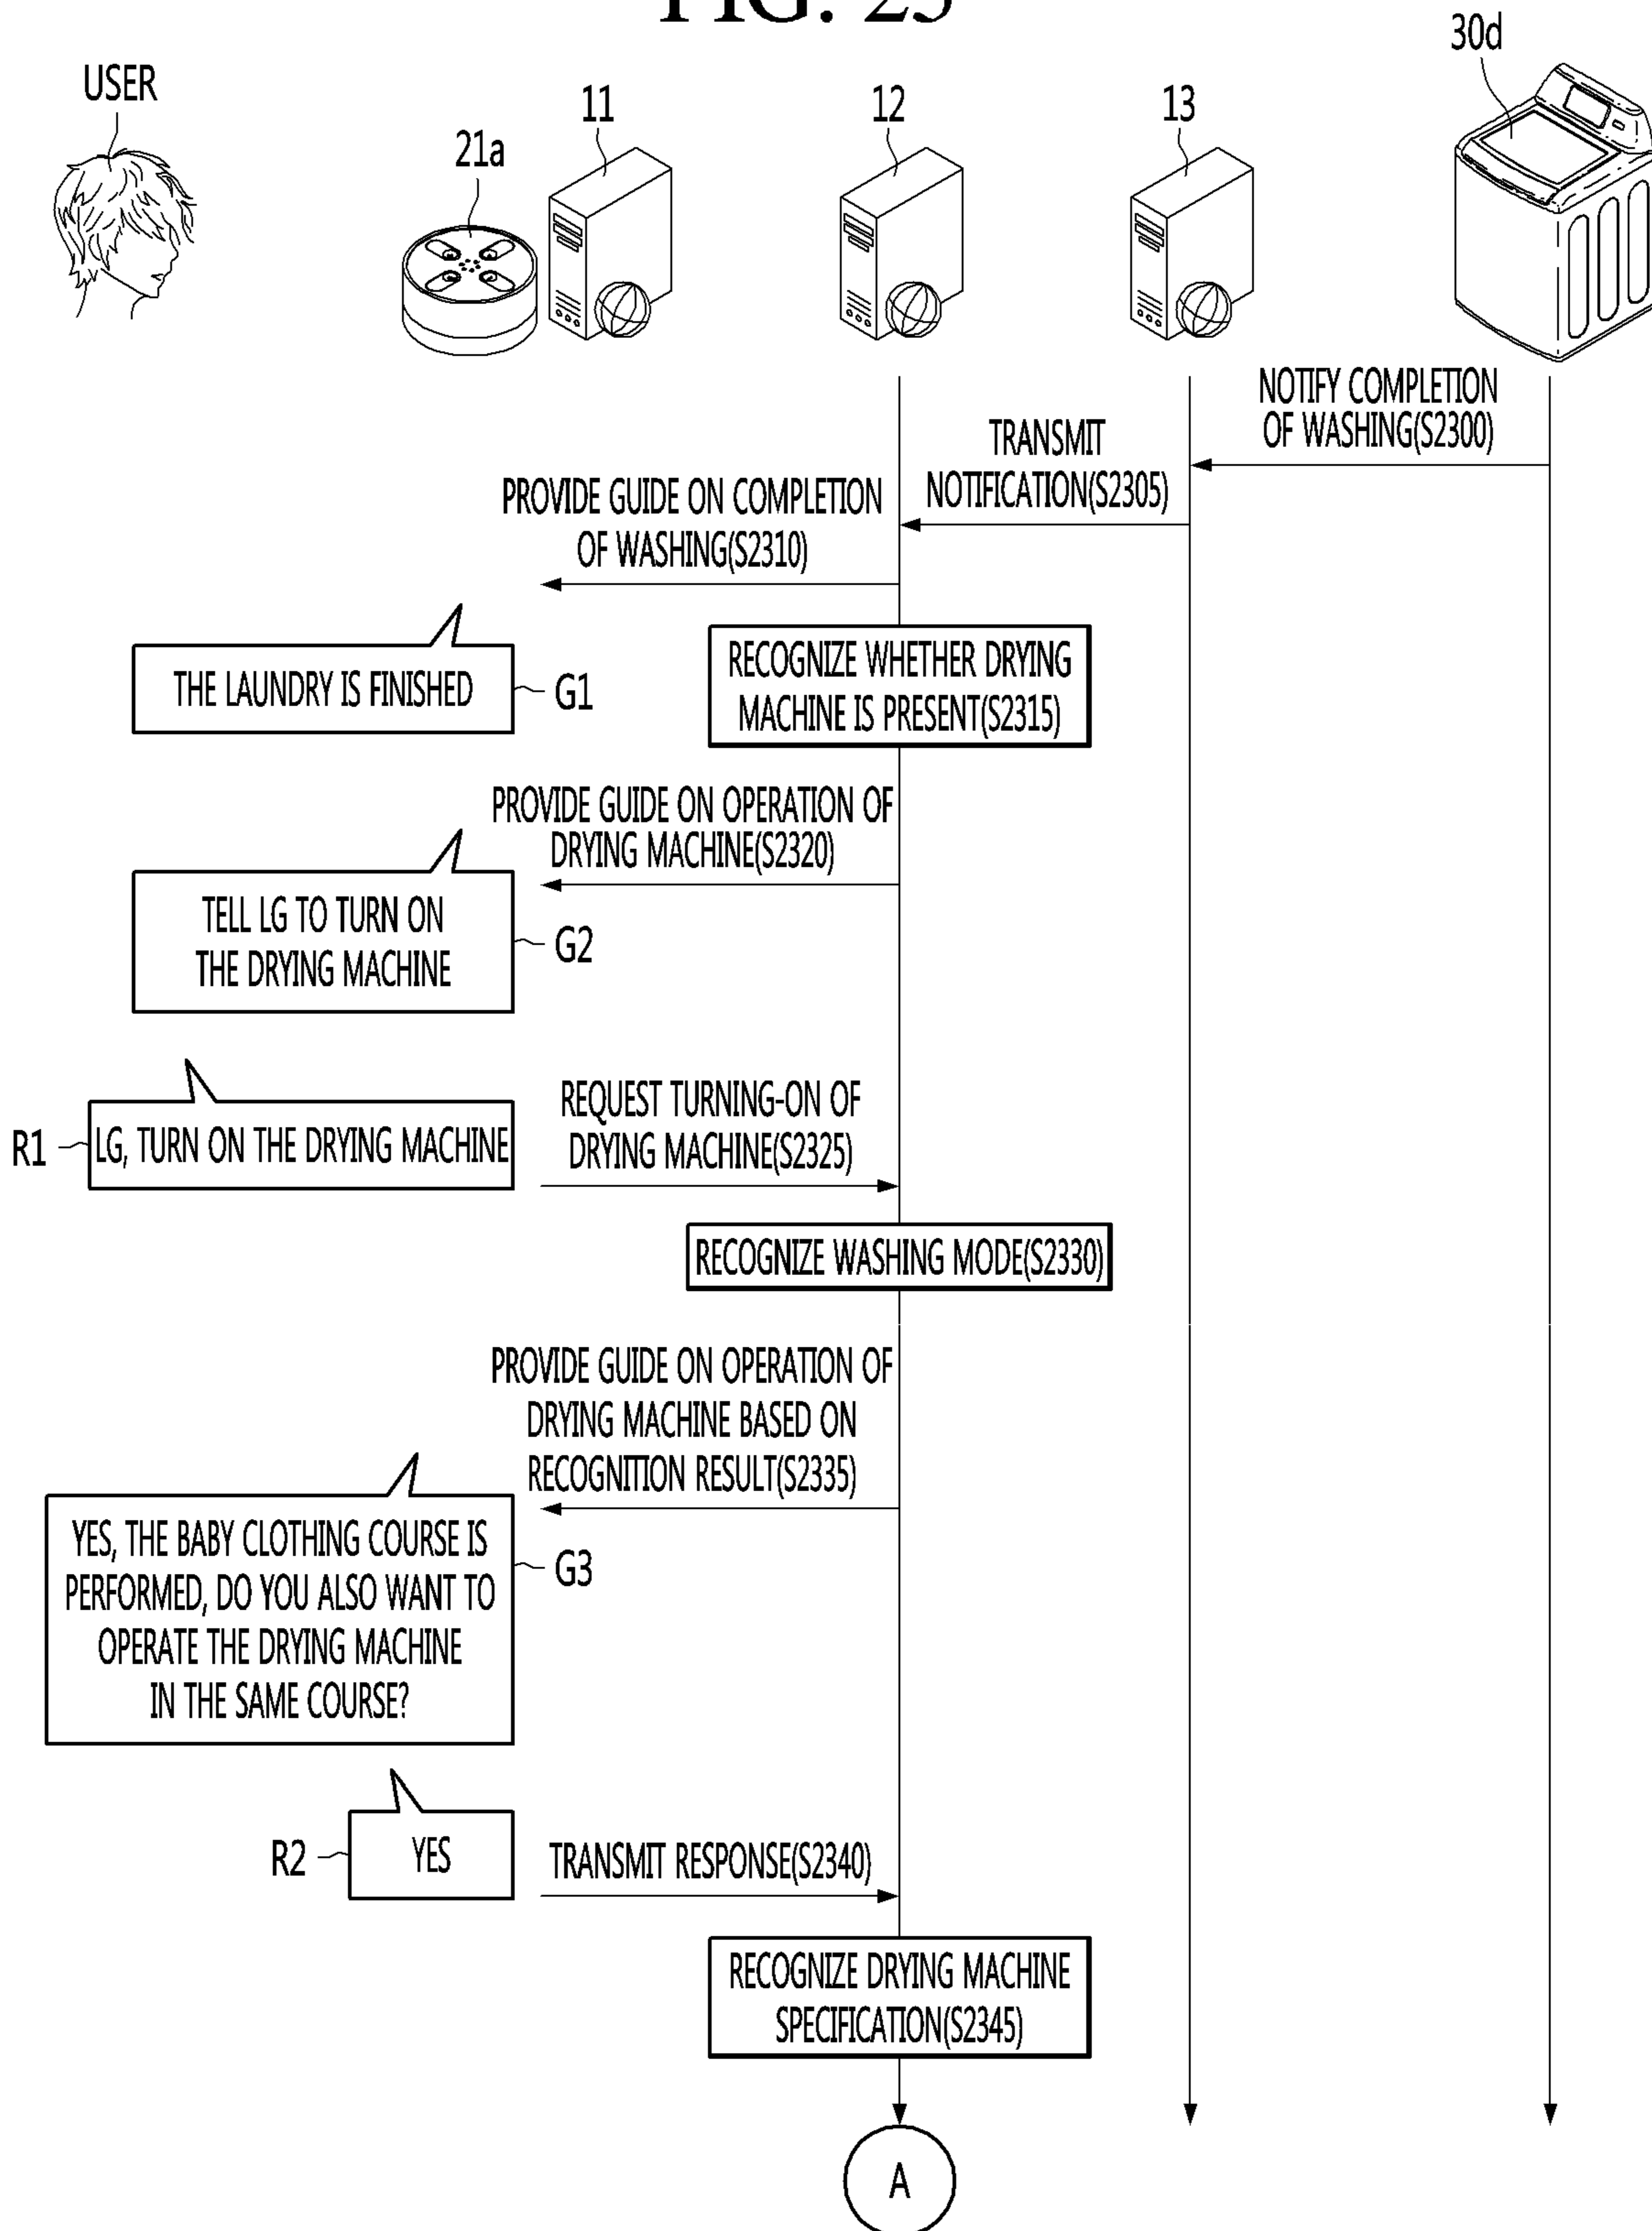 FIG. 23
30d
USER
11
12
13
21a
NOTIFY COMPLETION
OF WASHING(S2300)
TRANSMIT
NOTIFICATION(S2305)
PROVIDE GUIDE ON COMPLETION
OF WASHING(S2310)
THE LAUNDRY IS FINISHED
G1
RECOGNIZE WHETHER DRYING
MACHINE IS PRESENT(S2315)
PROVIDE GUIDE ON OPERATION OF
DRYING MACHINE(S2320)
TELL LG TO TURN ON
THE DRYING MACHINE
G2
R1
LG, TURN ON THE DRYING MACHINE
REQUEST TURNING-ON OF
DRYING MACHINE(S2325)
RECOGNIZE WASHING MODE(S2330)
PROVIDE GUIDE ON OPERATION OF
DRYING MACHINE BASED ON
RECOGNITION RESULT(S2335)
YES, THE BABY CLOTHING COURSE IS
PERFORMED, DO YOU ALSO WANT TO
OPERATE THE DRYING MACHINE
IN THE SAME COURSE?
G3
R2
YES
TRANSMIT RESPONSE(S2340)
RECOGNIZE DRYING MACHINE
SPECIFICATION(S2345)
A